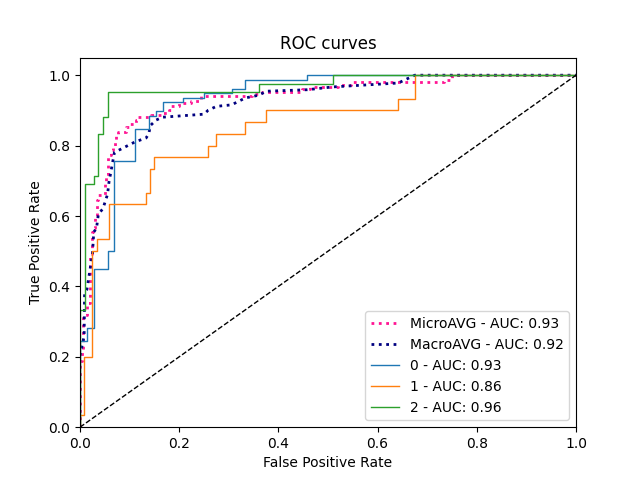 ROC curves
True Positive Rate
1.0
0.8
0.6
0.4
0.2
0.0
0.0 0.2 0.4 0.6 0.8 1.0
False Positive Rate
MicroAVG - AUC: 0.93
MacroAVG - AUC: 0.92
0 - AUC: 0.93
1 - AUC: 0.86
2 - AUC: 0.96